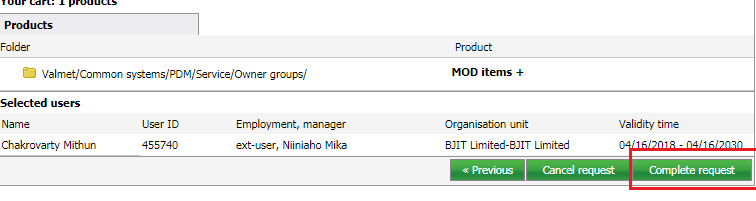 Your cart: 1 products
Products
Folder Product
Valmet/Common systems/PDM/Service/Owner groups/ MOD items +
Selected users
Name User ID Employment, manager Organisation unit Validity time
Chakrovarty Mithun 455740 ext-user, Niiniaho Mika BJIT Limited-BJIT Limited 04/16/2018 - 04/16/2030
« Previous Cancel request Complete request